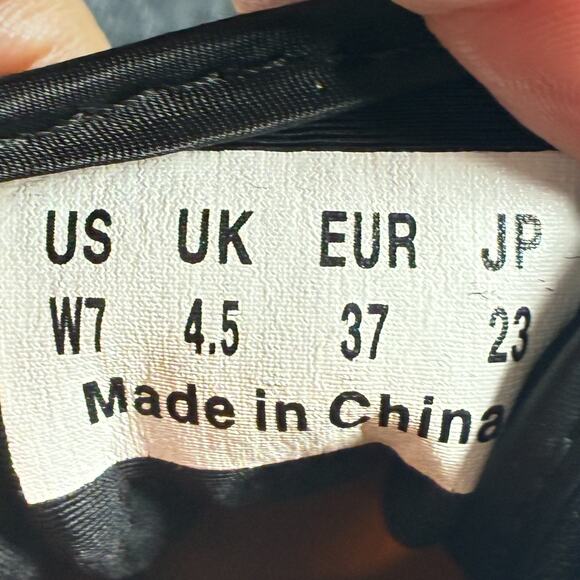 US UK EUR JP
W7 4.5 37 23
Made in China